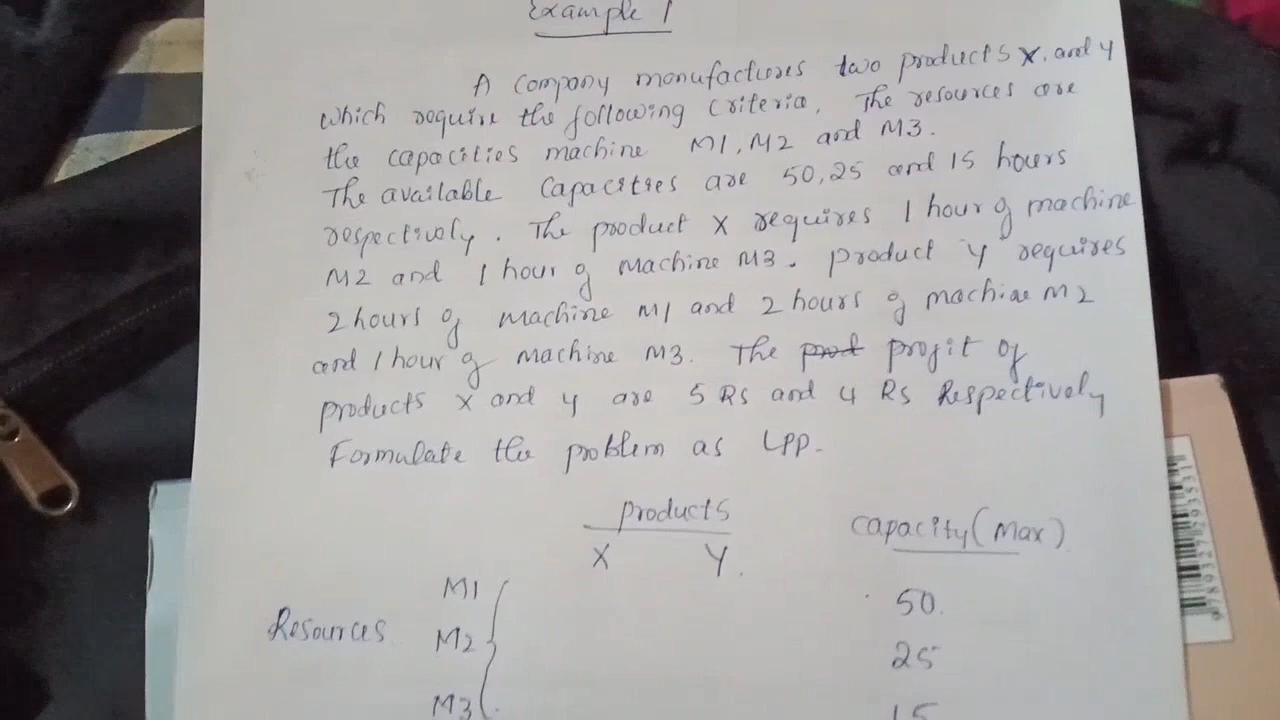 Example 1
A company manufactures two products X, and Y
which require the following criteria. The resources are
the capacities machine M1, M2 and M3.
The available capacities are 50, 25 and 15 hours
respectively. The product X requires 1 hour of machine
M2 and 1 hour of machine M3. product Y requires
2 hours of machine M1 and 2 hours of machine M2
and 1 hour of machine M3. The prod profit of
products X and Y are 5 RS and 4 RS Respectively
Formulate the problem as LPP.
products
capacity (Max)
X Y.
M1 50.
Resources M2 25
M3 15